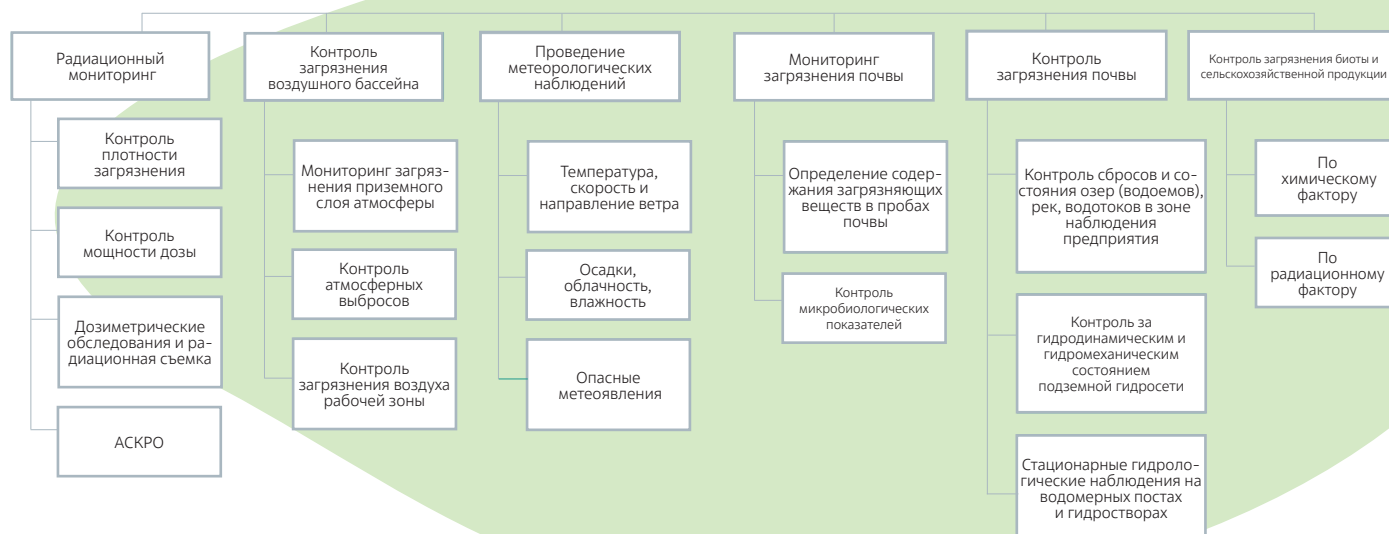 Радиационный
мониторинг
Контроль
плотности
загрязнения
Контроль
мощности дозы
Дозиметрические
обследования и ра-
диационная съемка
АСКРО
Контроль
загрязнения
воздушного бассейна
Мониторинг загряз-
нения приземного
слоя атмосферы
Контроль
атмосферных
выбросов
Контроль
загрязнения воздуха
рабочей зоны
Проведение
метеорологических
наблюдений
Температура,
скорость и
направление ветра
Осадки,
облачность,
влажность
Опасные
метеоявления
Мониторинг
загрязнения почвы
Определение содер-
жания загрязняющих
веществ в пробах
почвы
Контроль
микробиологических
показателей
Контроль
загрязнения почвы
Контроль сбросов и со-
стояния озер (водоемов),
рек, водотоков в зоне
наблюдения
предприятия
Контроль за
гидродинамическим и
гидромеханическим
состоянием
подземной гидросети
Стационарные гидроло-
гические наблюдения на
водомерных постах
и гидростворах
Контроль загрязнения биоты и
сельскохозяйственной продукции
По
химическому
фактору
По
радиационному
фактору